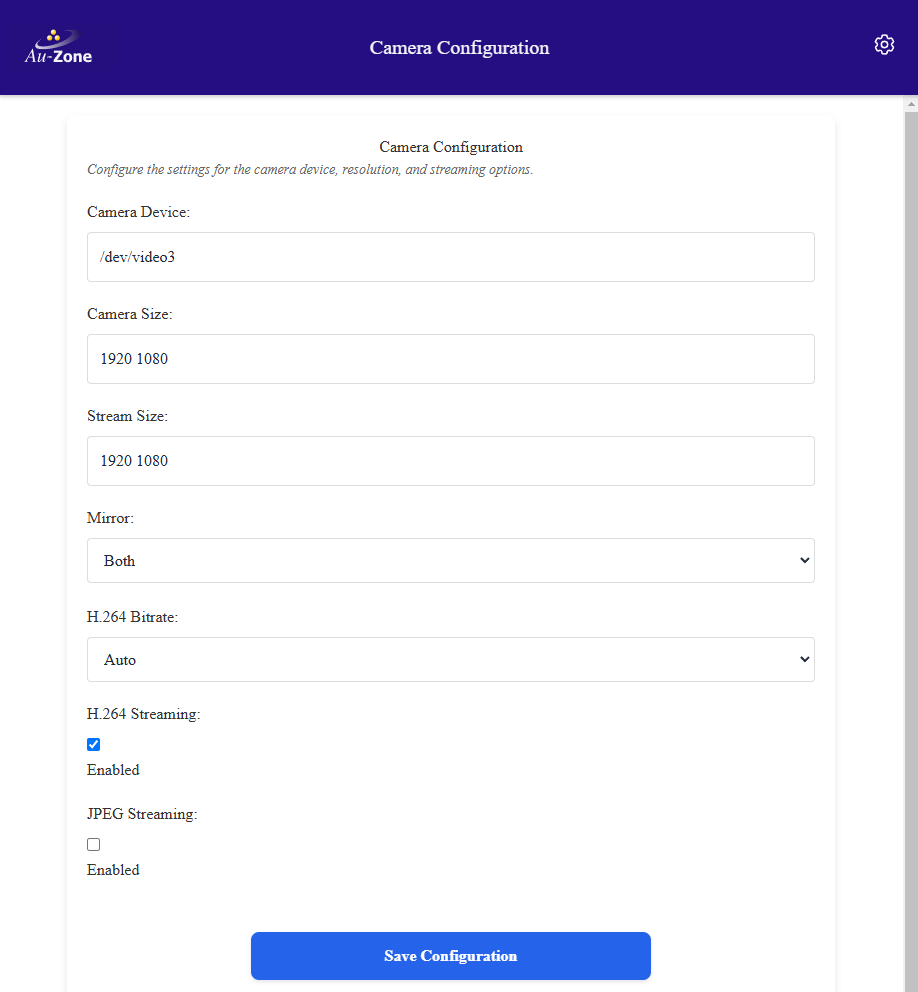 Au-Zone
Camera Configuration
Camera Configuration
Configure the settings for the camera device, resolution, and streaming options.
Camera Device:
/dev/video3
Camera Size:
1920 1080
Stream Size:
1920 1080
Mirror:
Both
H.264 Bitrate:
Auto
H.264 Streaming:
Enabled
JPEG Streaming:
Enabled
Save Configuration